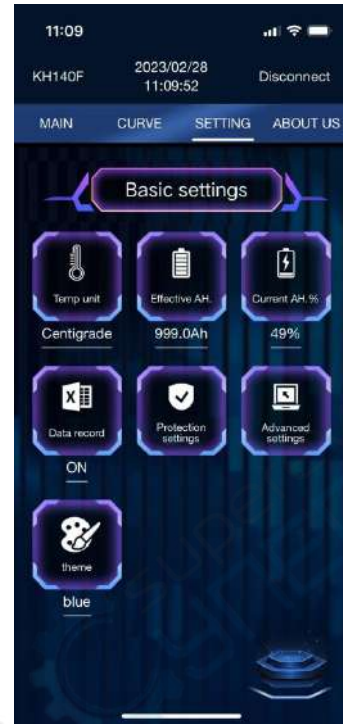 11:09
KH140F
2023/02/28
11:09:52
Disconnect
MAIN CURVE SETTING ABOUT US
Basic settings
Temp unit
Effective AH.
Current AH.%
Centigrade
999.0Ah
49%
Data record
Protection
settings
Advanced
settings
ON
theme
blue